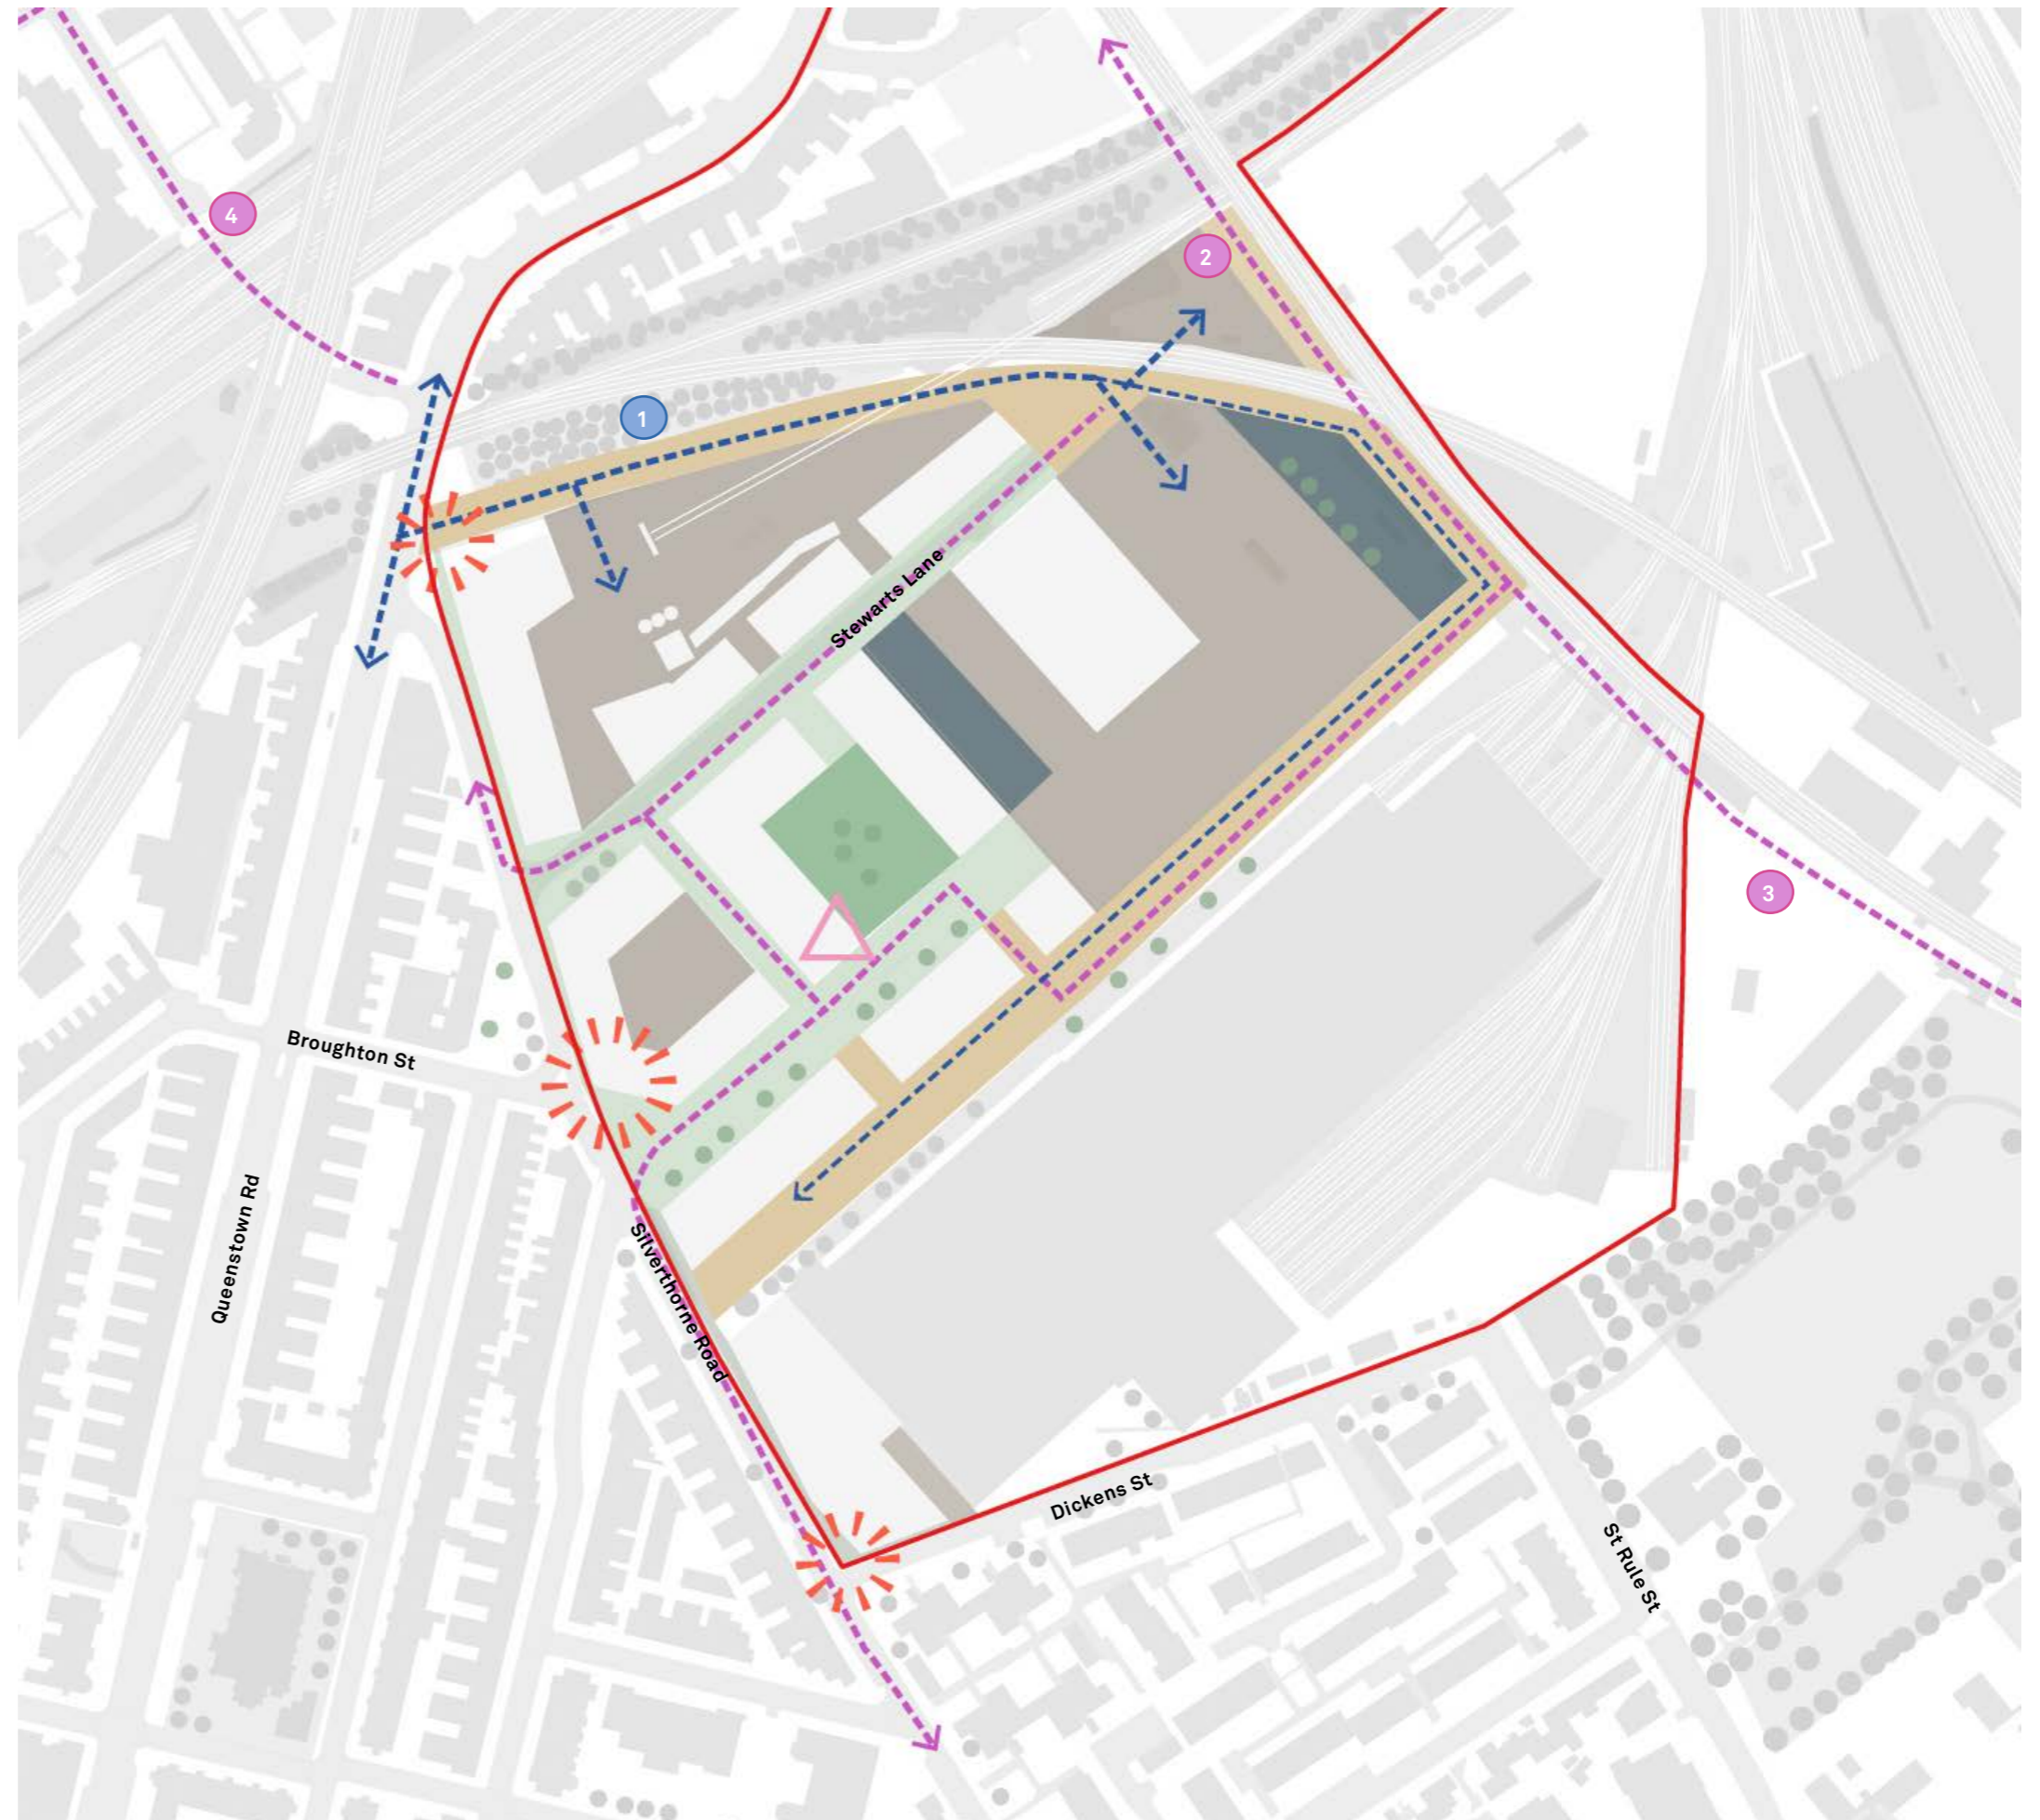 4
2
1
Stewarts Lane
3
Broughton St
Queenstown Rd
Silverthorne Road
Dickens St
St Rule St